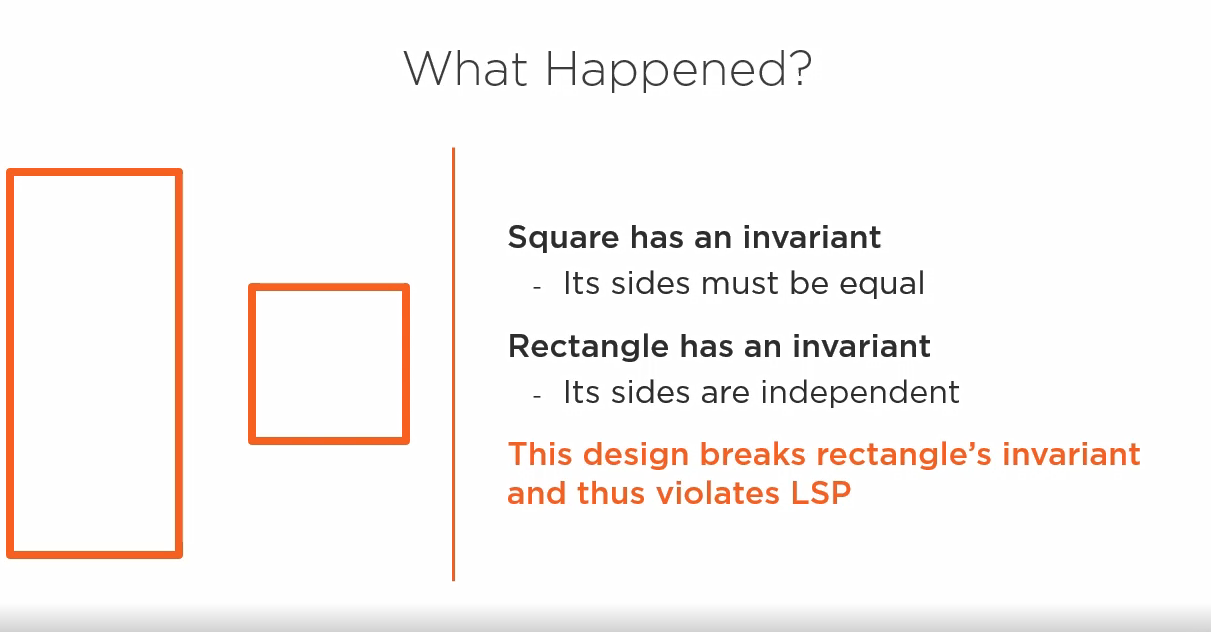 What Happened?
Square has an invariant
- Its sides must be equal
Rectangle has an invariant
- Its sides are independent
This design breaks rectangle’s invariant
and thus violates LSP